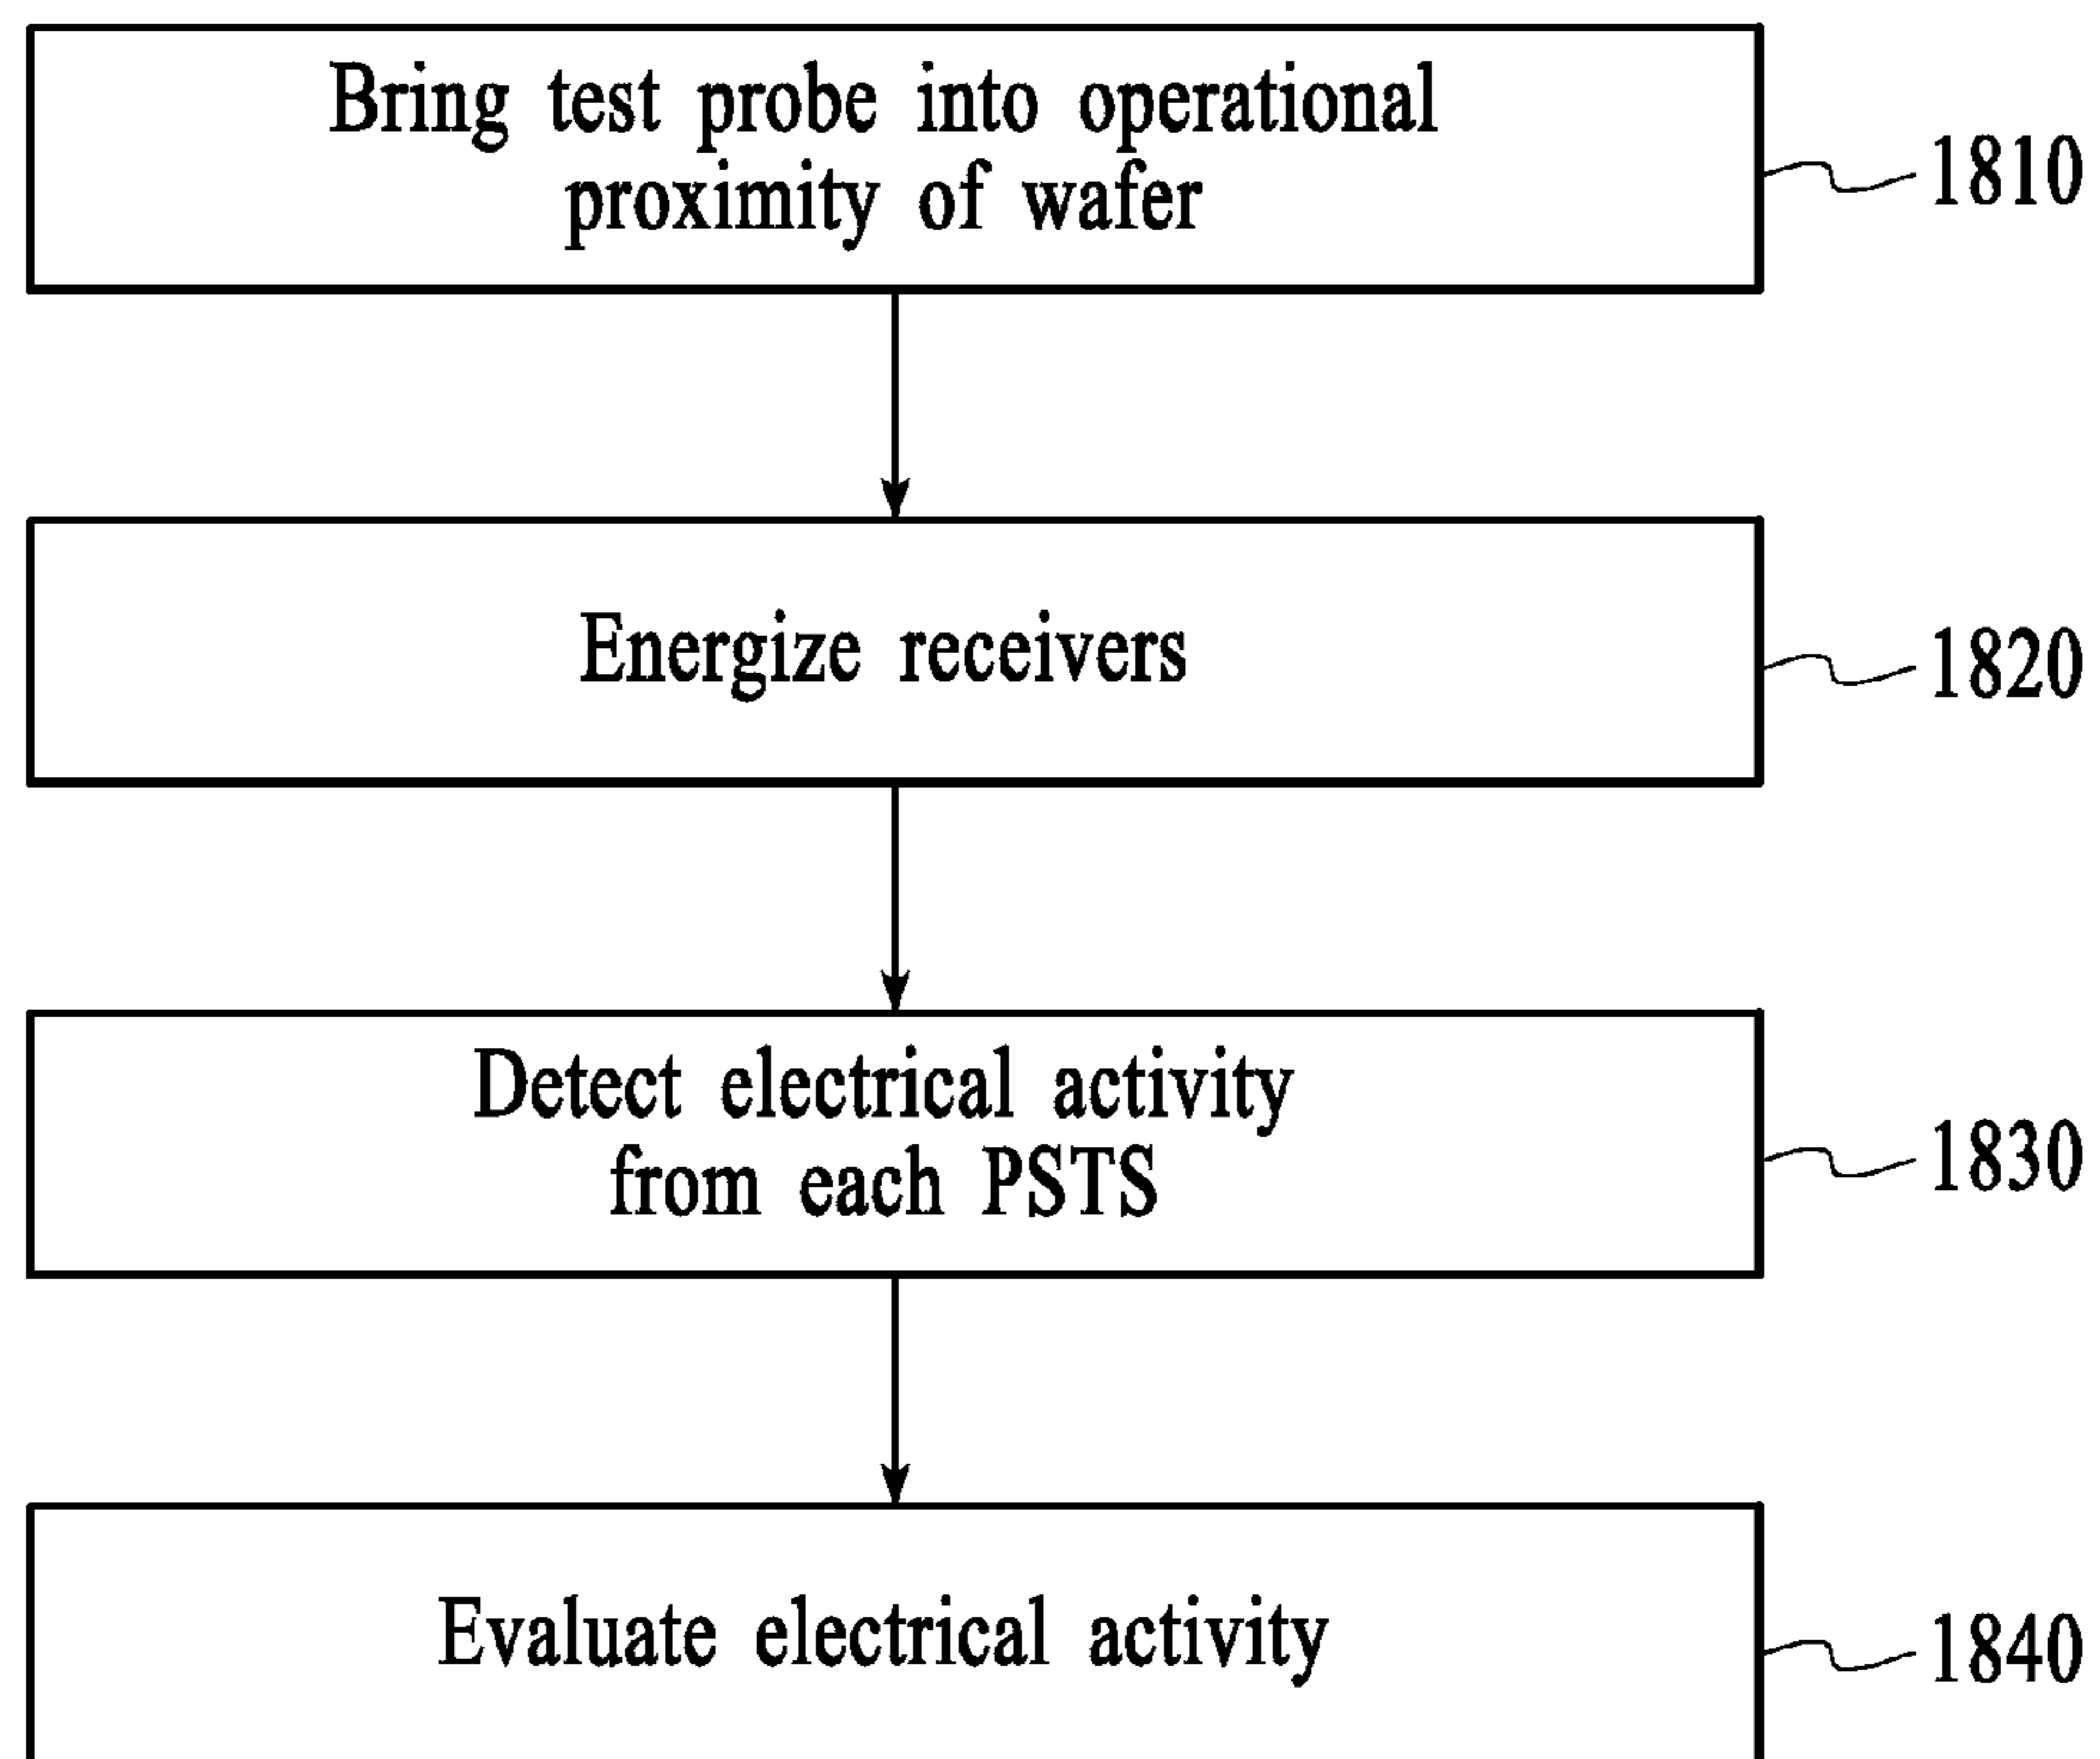 Bring test probe into operational
proximity of wafer
1810
Energize receivers
1820
Detect electrical activity
from each PSTS
1830
Evaluate electrical activity
1840